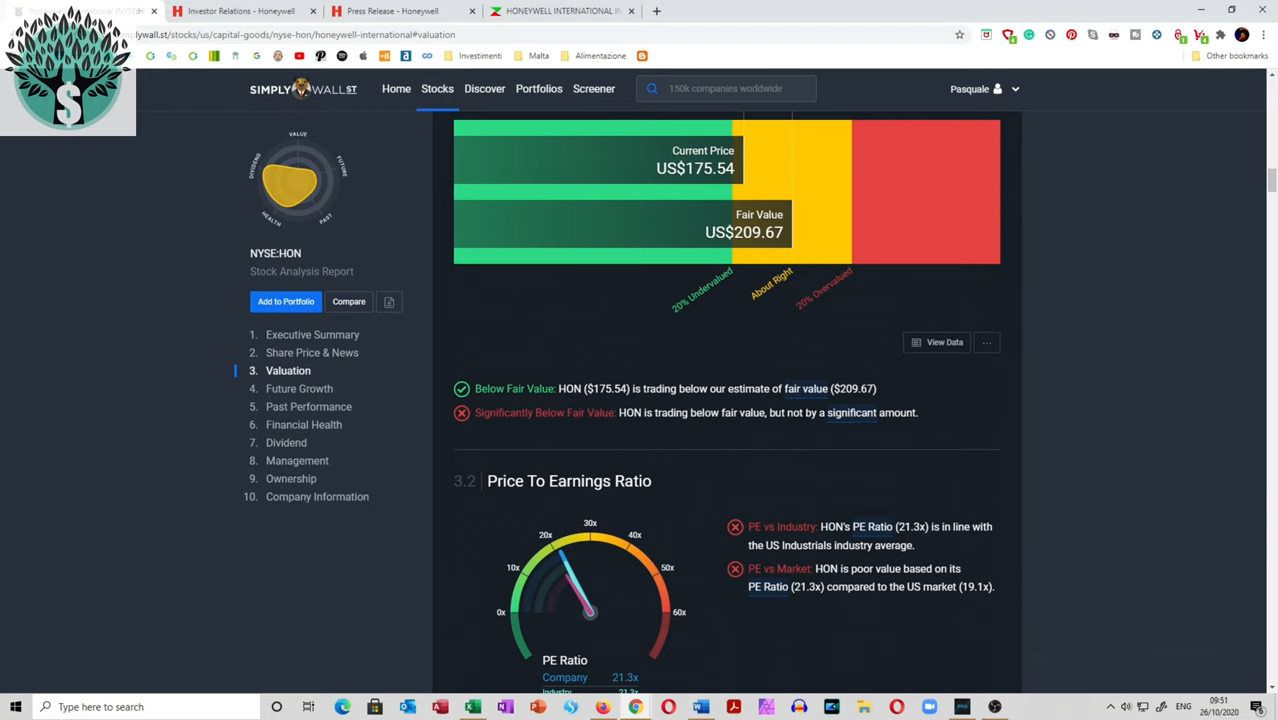 Investor Relations - Honeywell
Press Release - Honeywell
HONEYWELL INTERNATIONAL IN
simplywall.st/stocks/us/capital-goods/nyse-hon/honeywell-international#valuation
Investimenti
Malta
Alimentazione
Other bookmarks
SIMPLY WALL ST
Home
Stocks
Discover
Portfolios
Screener
150k companies worldwide
Pasquale
VALUE
FUTURE
PAST
HEALTH
DIVIDEND
NYSE:HON
Stock Analysis Report
Add to Portfolio
Compare
1. Executive Summary
2. Share Price & News
3. Valuation
4. Future Growth
5. Past Performance
6. Financial Health
7. Dividend
8. Management
9. Ownership
10. Company Information
Current Price
US$175.54
Fair Value
US$209.67
20% Undervalued
About Right
20% Overvalued
View Data
...
Below Fair Value: HON ($175.54) is trading below our estimate of fair value ($209.67)
Significantly Below Fair Value: HON is trading below fair value, but not by a significant amount.
3.2 Price To Earnings Ratio
0x
10x
20x
30x
40x
50x
60x
PE Ratio
Company 21.3x
Industry 21.3x
PE vs Industry: HON's PE Ratio (21.3x) is in line with
the US Industrials industry average.
PE vs Market: HON is poor value based on its
PE Ratio (21.3x) compared to the US market (19.1x).
Type here to search
09:51
26/10/2020